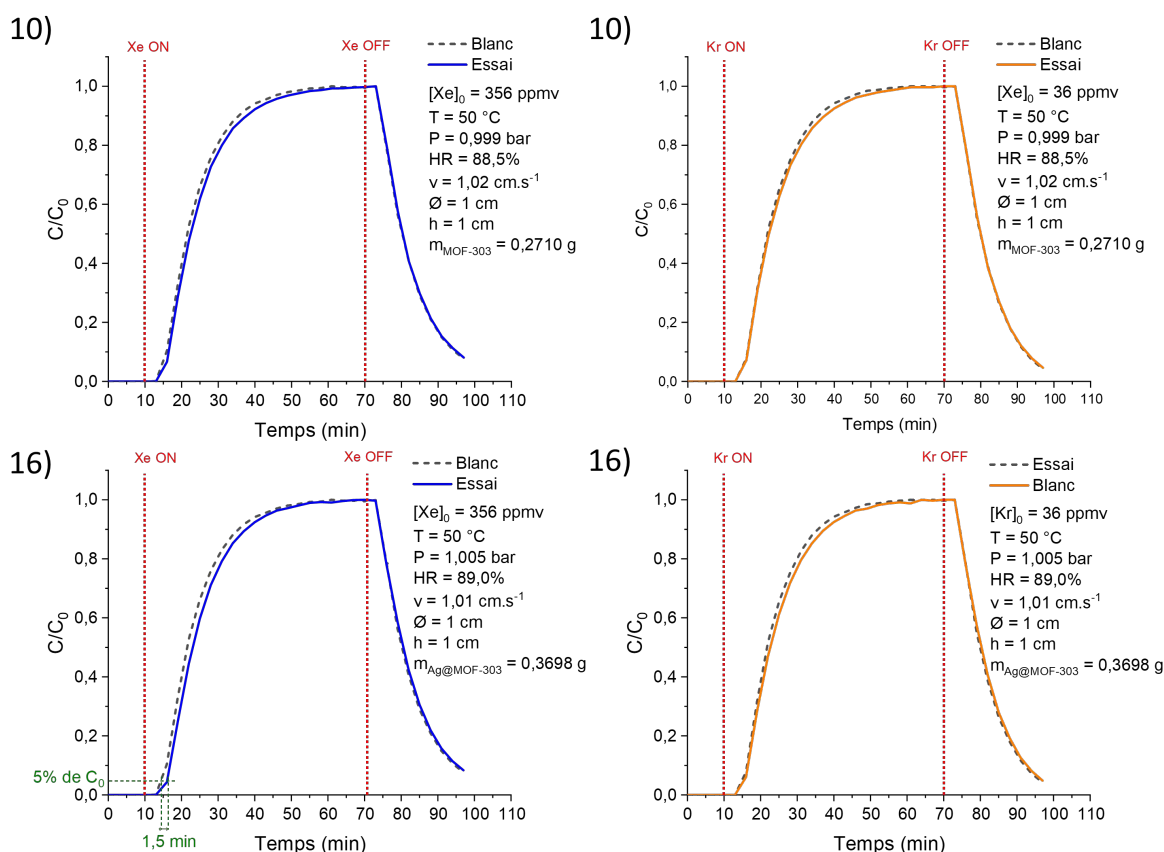 10)
Xe ON
Xe OFF
Blanc
Essai
[Xe]₀ = 356 ppmv
T = 50 °C
P = 0,999 bar
HR = 88,5%
v = 1,02 cm.s⁻¹
Ø = 1 cm
h = 1 cm
m_MOF-303 = 0,2710 g
C/C₀
1,0
0,8
0,6
0,4
0,2
0,0
0 10 20 30 40 50 60 70 80 90 100 110
Temps (min)
10)
Kr ON
Kr OFF
Blanc
Essai
[Xe]₀ = 36 ppmv
T = 50 °C
P = 0,999 bar
HR = 88,5%
v = 1,02 cm.s⁻¹
Ø = 1 cm
h = 1 cm
m_MOF-303 = 0,2710 g
C/C₀
1,0
0,8
0,6
0,4
0,2
0,0
0 10 20 30 40 50 60 70 80 90 100 110
Temps (min)
16)
Xe ON
Xe OFF
Blanc
Essai
[Xe]₀ = 356 ppmv
T = 50 °C
P = 1,005 bar
HR = 89,0%
v = 1,01 cm.s⁻¹
Ø = 1 cm
h = 1 cm
m_Ag@MOF-303 = 0,3698 g
C/C₀
1,0
0,8
0,6
0,4
0,2
0,0
5% de C₀
0 10 20 30 40 50 60 70 80 90 100 110
1,5 min
Temps (min)
16)
Kr ON
Kr OFF
Essai
Blanc
[Kr]₀ = 36 ppmv
T = 50 °C
P = 1,005 bar
HR = 89,0%
v = 1,01 cm.s⁻¹
Ø = 1 cm
h = 1 cm
m_Ag@MOF-303 = 0,3698 g
C/C₀
1,0
0,8
0,6
0,4
0,2
0,0
0 10 20 30 40 50 60 70 80 90 100 110
Temps (min)